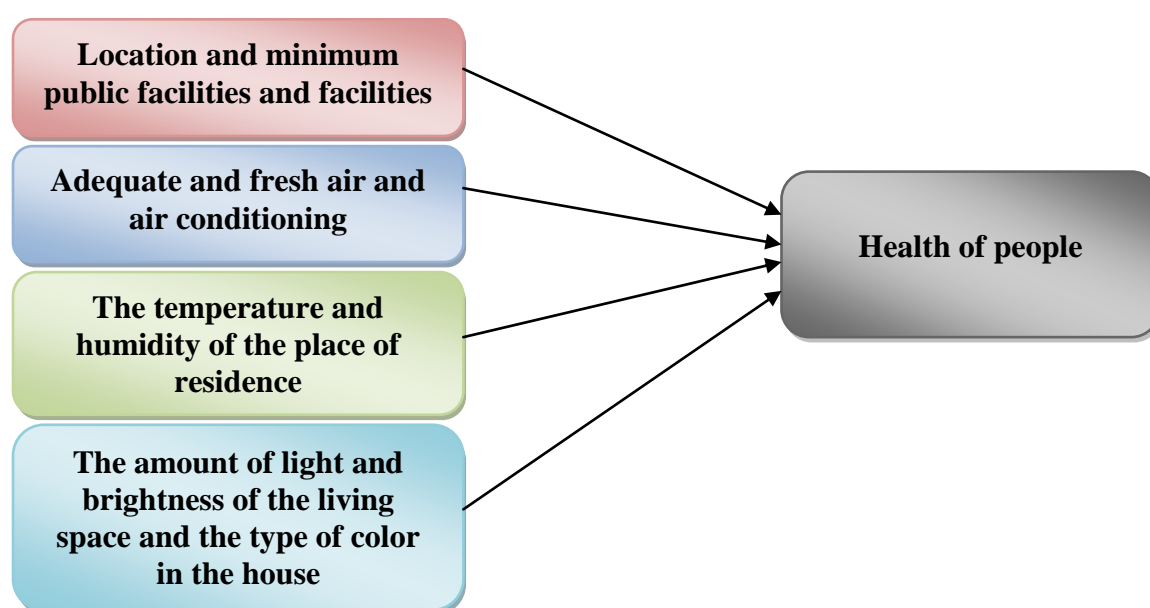 Location and minimum
public facilities and facilities
Adequate and fresh air and
air conditioning
The temperature and
humidity of the place of
residence
The amount of light and
brightness of the living
space and the type of color
in the house
Health of people